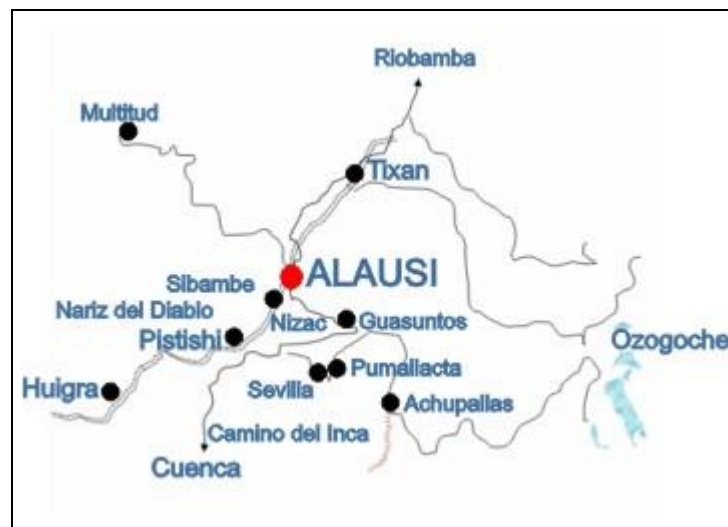 Riobamba
Multitud
Tixan
ALAUSI
Sibambe
Nariz del Diablo
Nizac
Guasuntos
Pistishi
Ozogoche
Pumallacta
Sevilla
Huigra
Achupallas
Camino del Inca
Cuenca